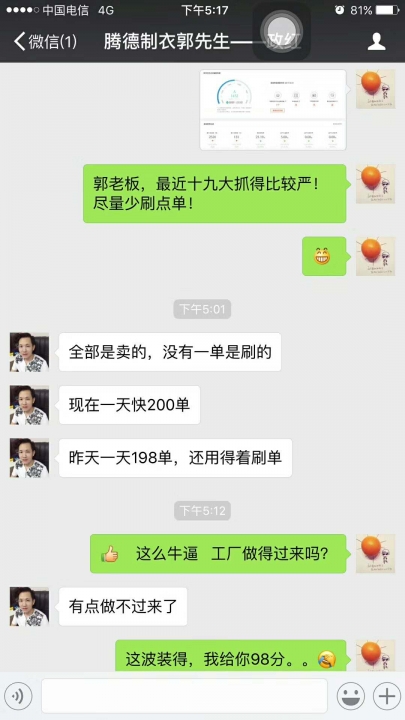 中国电信 4G 下午5:17 81%
微信(1) 腾德制衣郭先生——玫红
郭老板，最近十九大抓得比较严！
尽量少刷点单！
下午5:01
全部是卖的，没有一单是刷的
现在一天快200单
昨天一天198单，还用得着刷单
下午5:12
这么牛逼 工厂做得过来吗?
有点做不过来了
这波装得，我给你98分。。